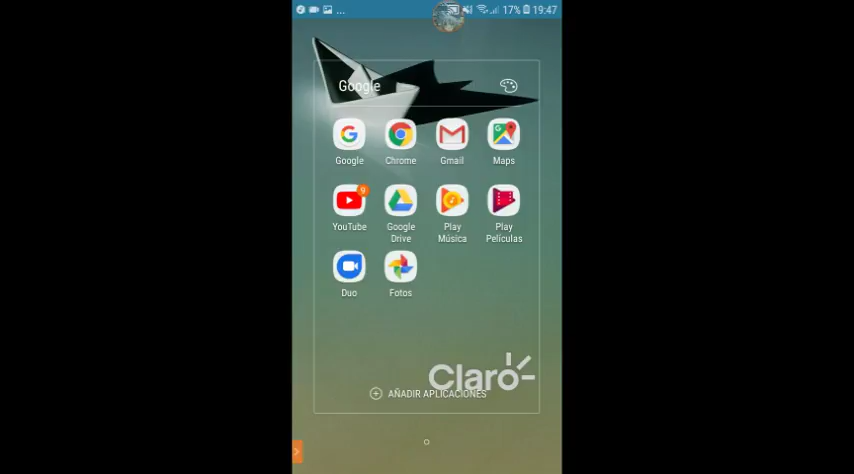 ... 17% 19:47
Google
Google Chrome Gmail Maps
9
YouTube Google Drive Play Música Play Películas
Duo Fotos
Claro
AÑADIR APLICACIONES